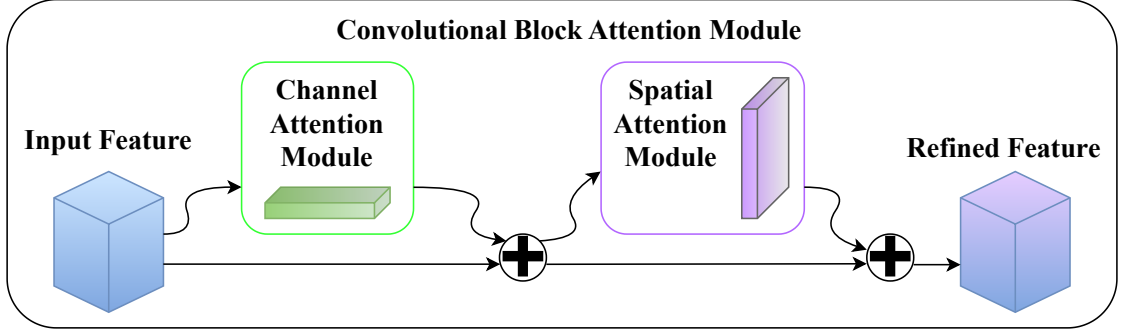 Convolutional Block Attention Module
Input Feature
Channel
Attention
Module
Spatial
Attention
Module
Refined Feature